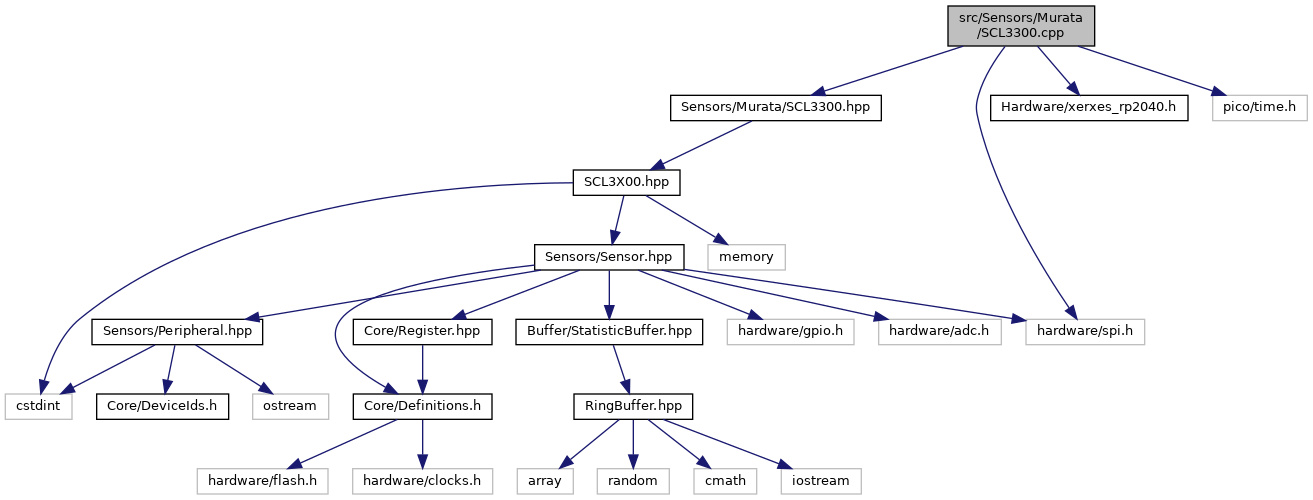 src/Sensors/Murata
/SCL3300.cpp
Sensors/Murata/SCL3300.hpp
Hardware/xerxes_rp2040.h
pico/time.h
SCL3X00.hpp
Sensors/Sensor.hpp
memory
Sensors/Peripheral.hpp
Core/Register.hpp
Buffer/StatisticBuffer.hpp
hardware/gpio.h
hardware/adc.h
hardware/spi.h
cstdint
Core/DeviceIds.h
ostream
Core/Definitions.h
RingBuffer.hpp
hardware/flash.h
hardware/clocks.h
array
random
cmath
iostream